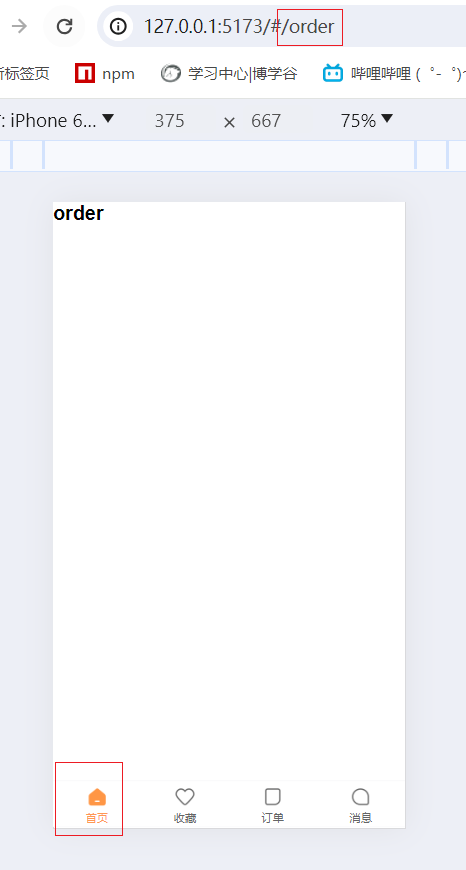 127.0.0.1:5173/#/order
新标签页 npm 学习中心|博学谷 哔哩哔哩 (゜-゜)つ
: iPhone 6... ▼ 375 × 667 75% ▼
order
首页 收藏 订单 消息